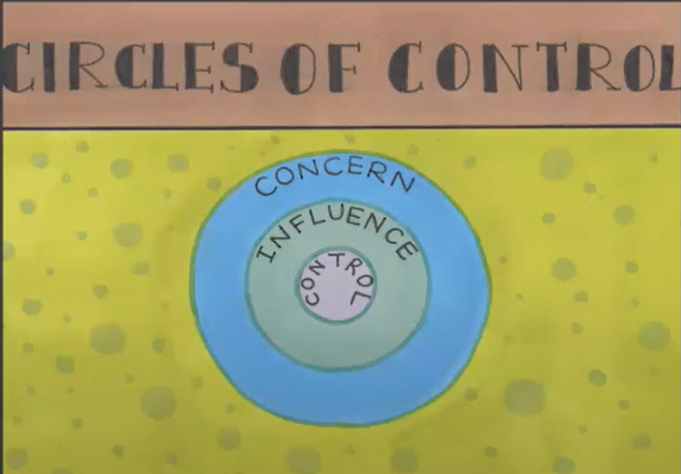 CIRCLES OF CONTROL
CONCERN
INFLUENCE
CONTROL